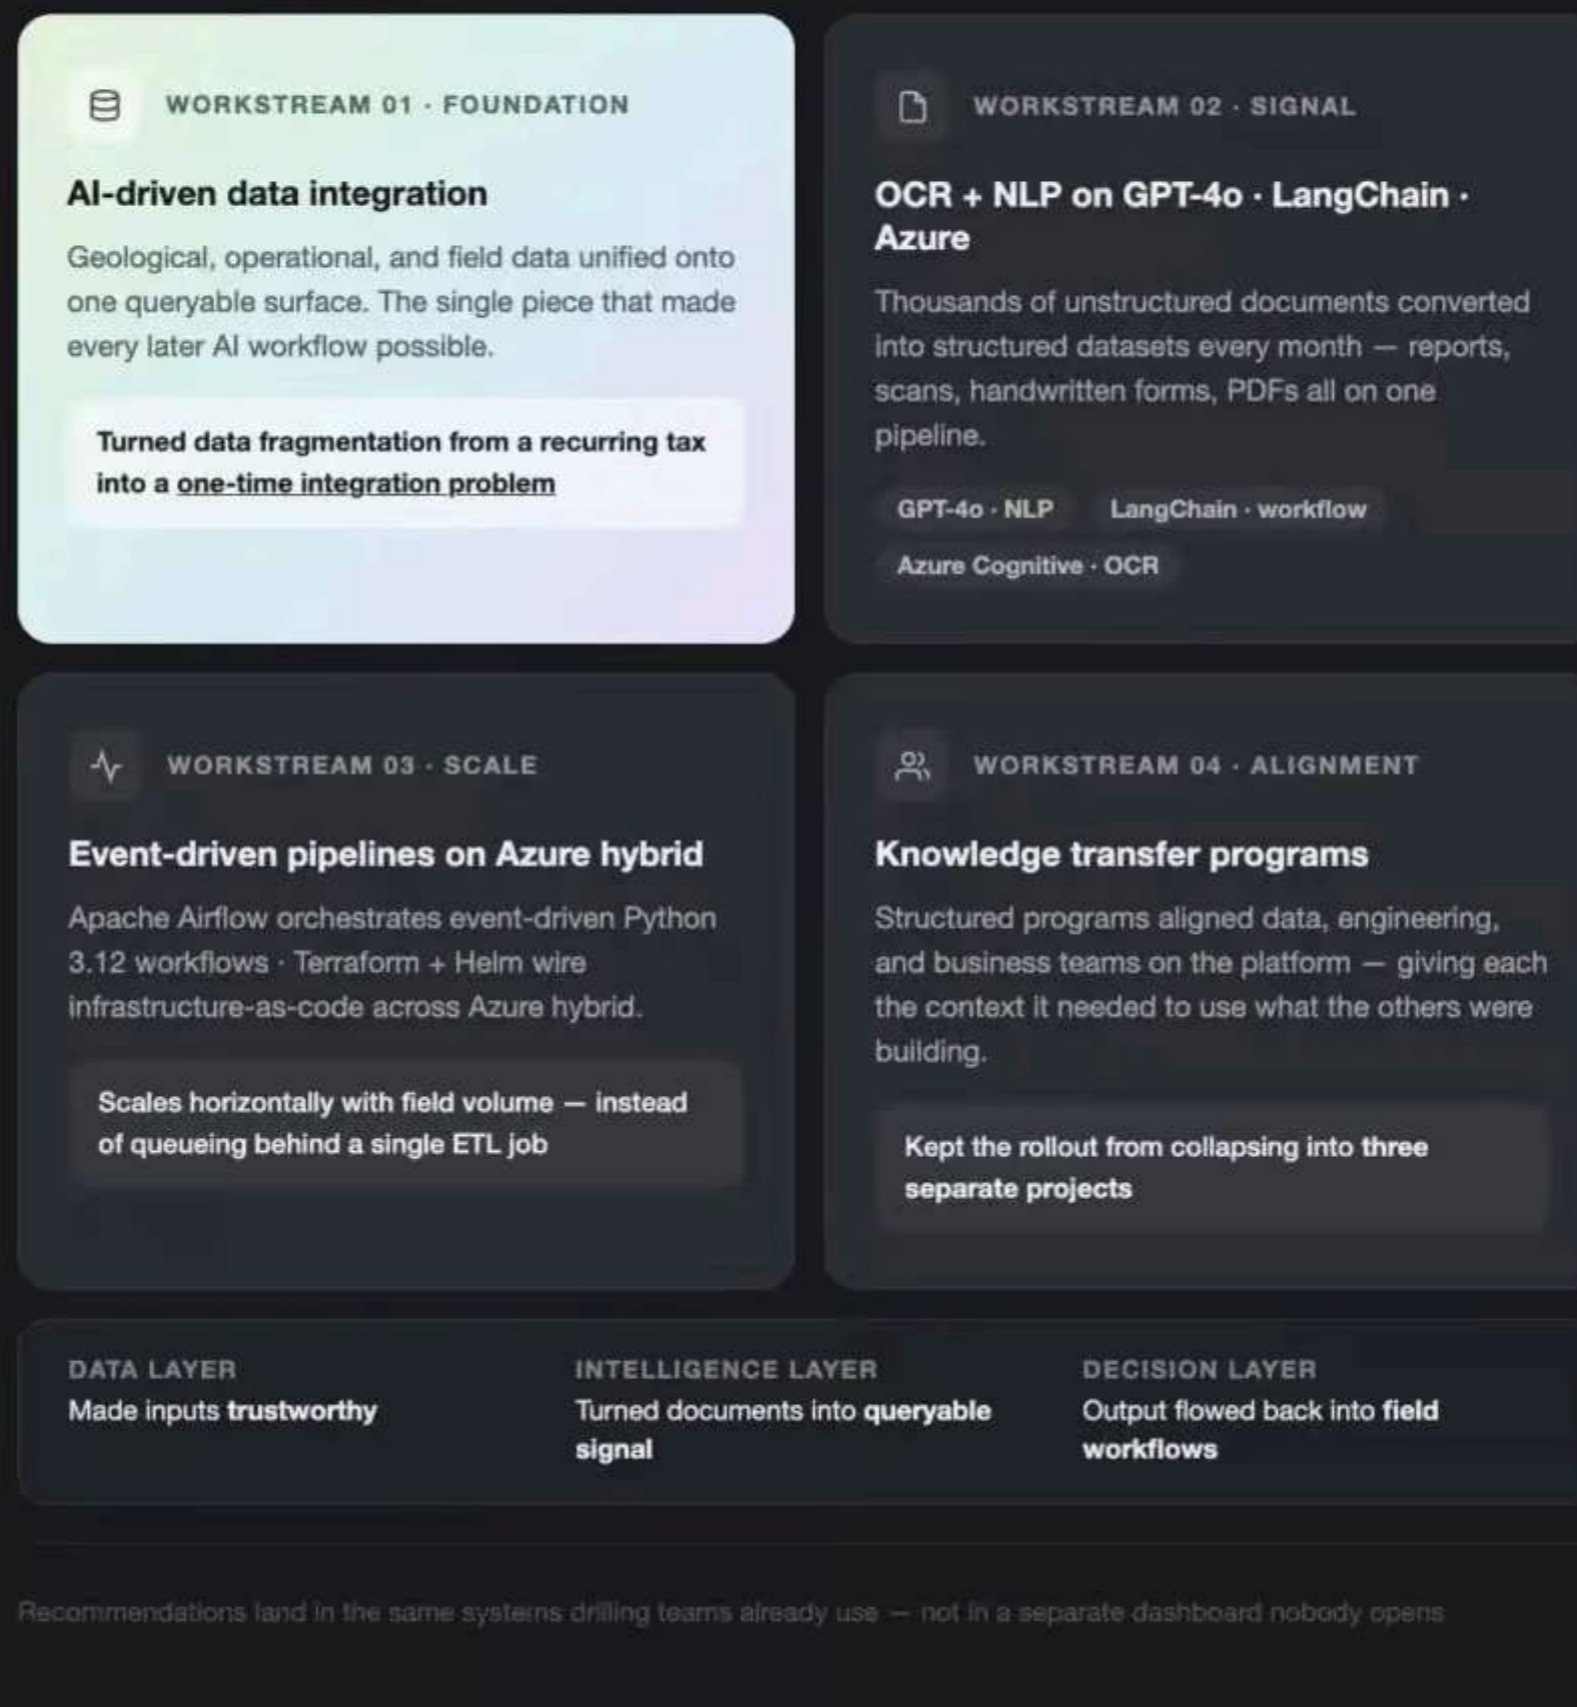 WORKSTREAM 01 · FOUNDATION
AI-driven data integration
Geological, operational, and field data unified onto
one queryable surface. The single piece that made
every later AI workflow possible.
Turned data fragmentation from a recurring tax
into a one-time integration problem
WORKSTREAM 02 · SIGNAL
OCR + NLP on GPT-4o · LangChain ·
Azure
Thousands of unstructured documents converted
into structured datasets every month — reports,
scans, handwritten forms, PDFs all on one
pipeline.
GPT-4o · NLP
LangChain · workflow
Azure Cognitive · OCR
WORKSTREAM 03 · SCALE
Event-driven pipelines on Azure hybrid
Apache Airflow orchestrates event-driven Python
3.12 workflows · Terraform + Helm wire
infrastructure-as-code across Azure hybrid.
Scales horizontally with field volume — instead
of queueing behind a single ETL job
WORKSTREAM 04 · ALIGNMENT
Knowledge transfer programs
Structured programs aligned data, engineering,
and business teams on the platform — giving each
the context it needed to use what the others were
building.
Kept the rollout from collapsing into three
separate projects
DATA LAYER
Made inputs trustworthy
INTELLIGENCE LAYER
Turned documents into queryable
signal
DECISION LAYER
Output flowed back into field
workflows
Recommendations land in the same systems drilling teams already use — not in a separate dashboard nobody opens